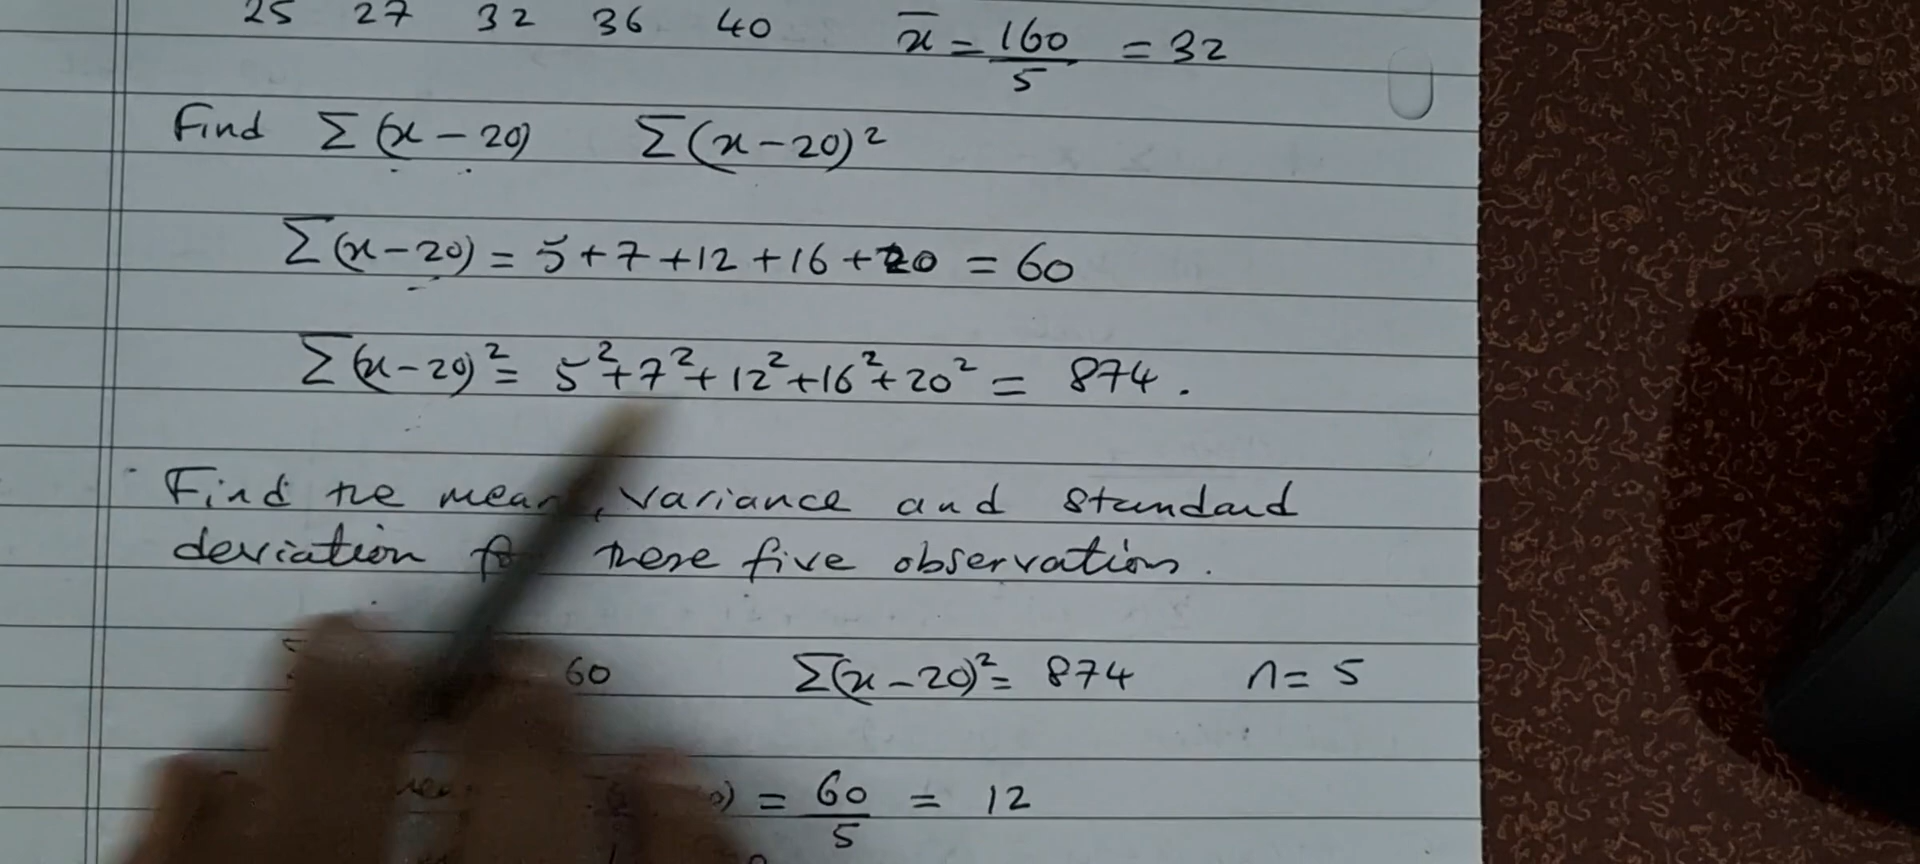 25 27 32 36 40 x̄ = 160/5 = 32
Find Σ(x - 20) Σ(x - 20)²
Σ(x - 20) = 5 + 7 + 12 + 16 + 20 = 60
Σ(x - 20)² = 5² + 7² + 12² + 16² + 20² = 874.
Find the mean, variance and standard
deviation these five observations.
60 Σ(x - 20)² = 874 n = 5
) = 60/5 = 12